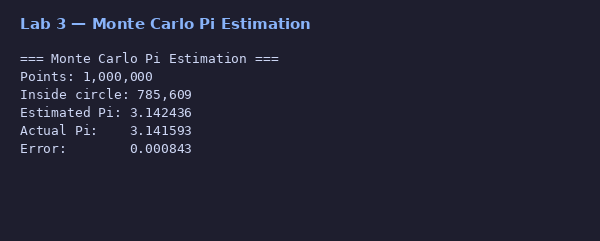 Lab 3 — Monte Carlo Pi Estimation
=== Monte Carlo Pi Estimation ===
Points: 1,000,000
Inside circle: 785,609
Estimated Pi: 3.142436
Actual Pi:    3.141593
Error:        0.000843